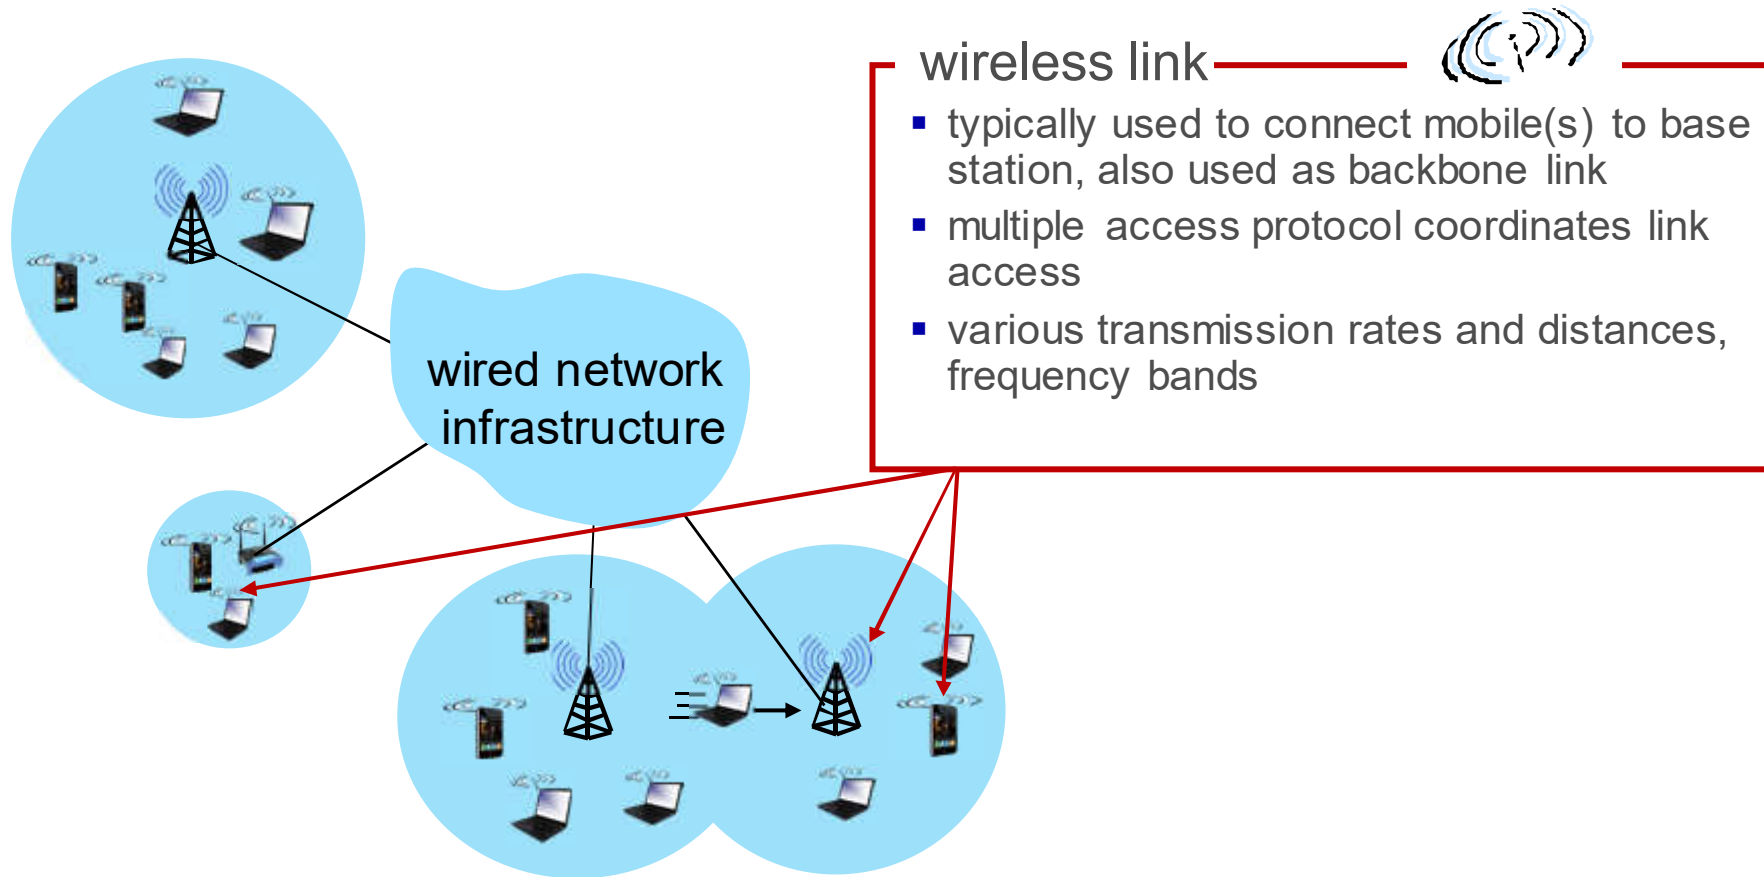 wireless link
▪ typically used to connect mobile(s) to base
station, also used as backbone link
▪ multiple access protocol coordinates link
access
▪ various transmission rates and distances,
frequency bands
wired network
infrastructure